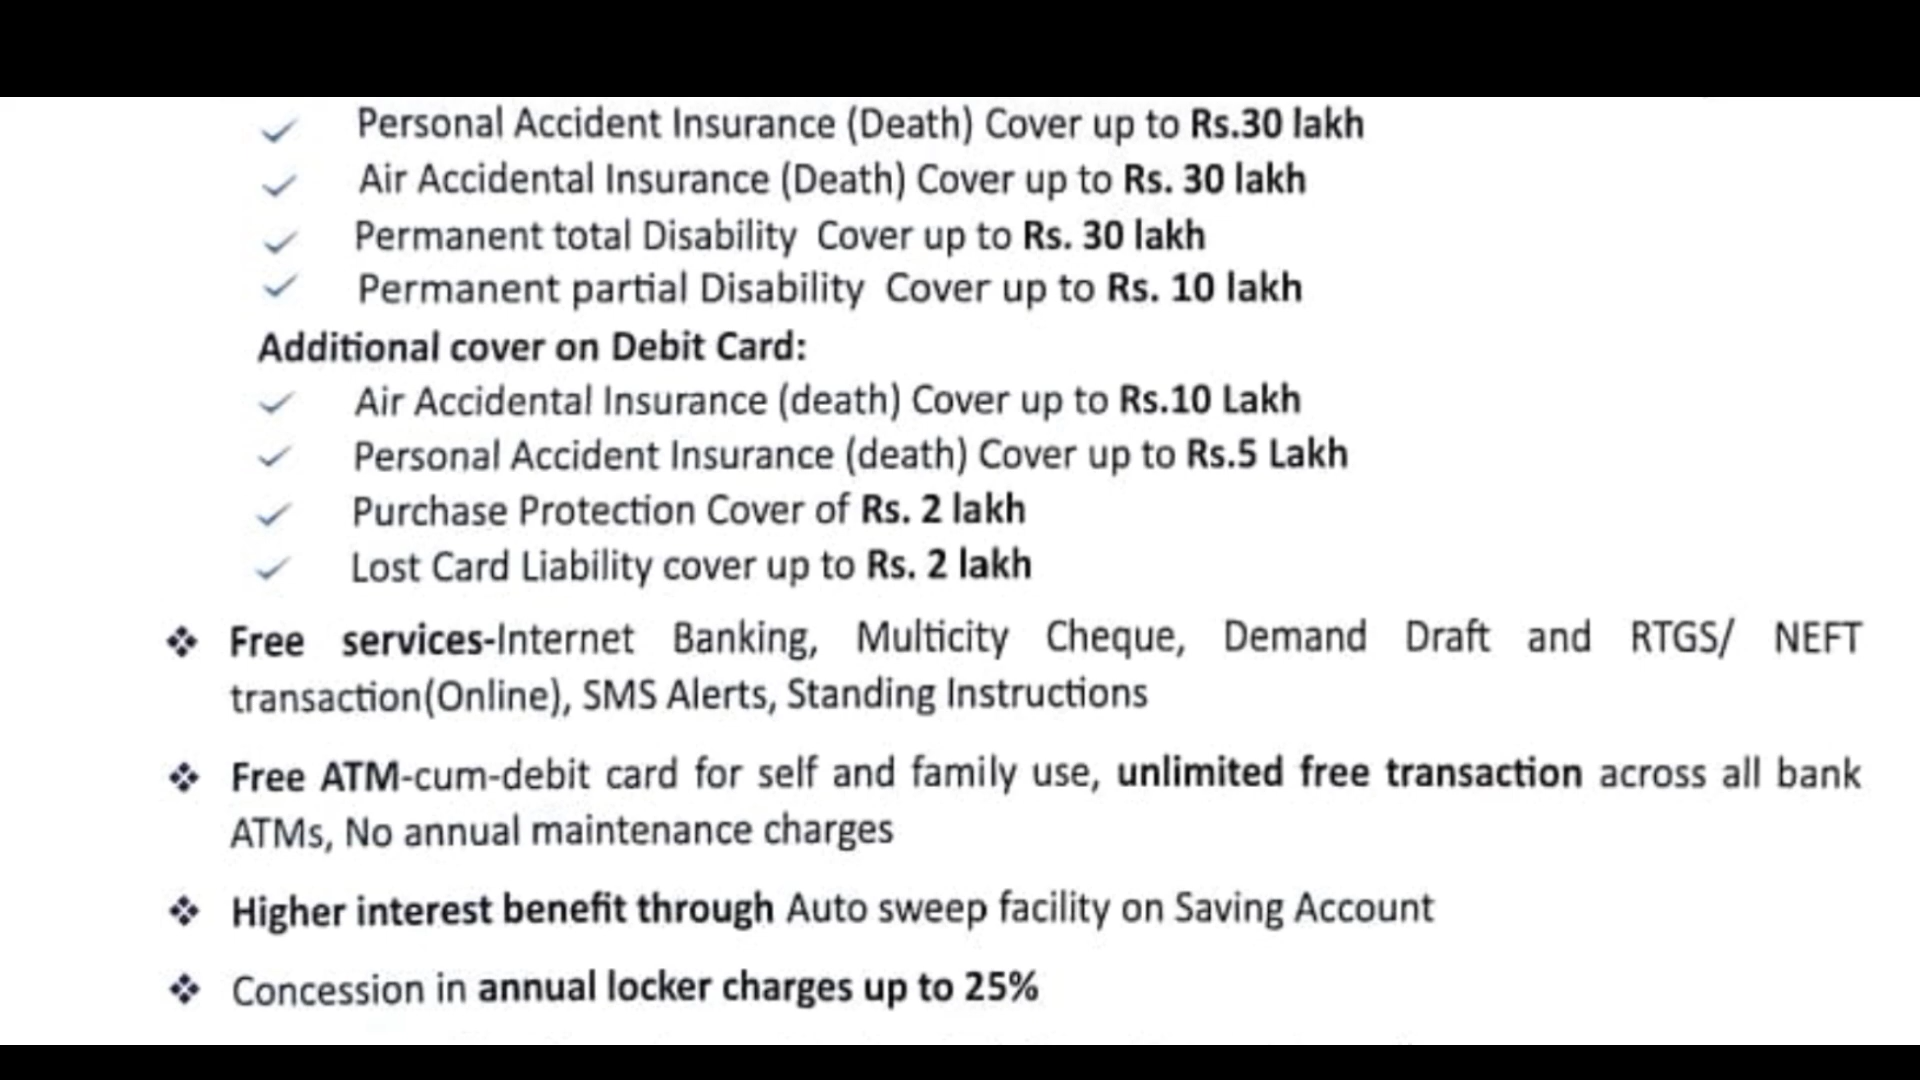 Personal Accident Insurance (Death) Cover up to Rs.30 lakh
Air Accidental Insurance (Death) Cover up to Rs. 30 lakh
Permanent total Disability Cover up to Rs. 30 lakh
Permanent partial Disability Cover up to Rs. 10 lakh
Additional cover on Debit Card:
Air Accidental Insurance (death) Cover up to Rs.10 Lakh
Personal Accident Insurance (death) Cover up to Rs.5 Lakh
Purchase Protection Cover of Rs. 2 lakh
Lost Card Liability cover up to Rs. 2 lakh
Free services-Internet Banking, Multicity Cheque, Demand Draft and RTGS/ NEFT
transaction(Online), SMS Alerts, Standing Instructions
Free ATM-cum-debit card for self and family use, unlimited free transaction across all bank
ATMs, No annual maintenance charges
Higher interest benefit through Auto sweep facility on Saving Account
Concession in annual locker charges up to 25%